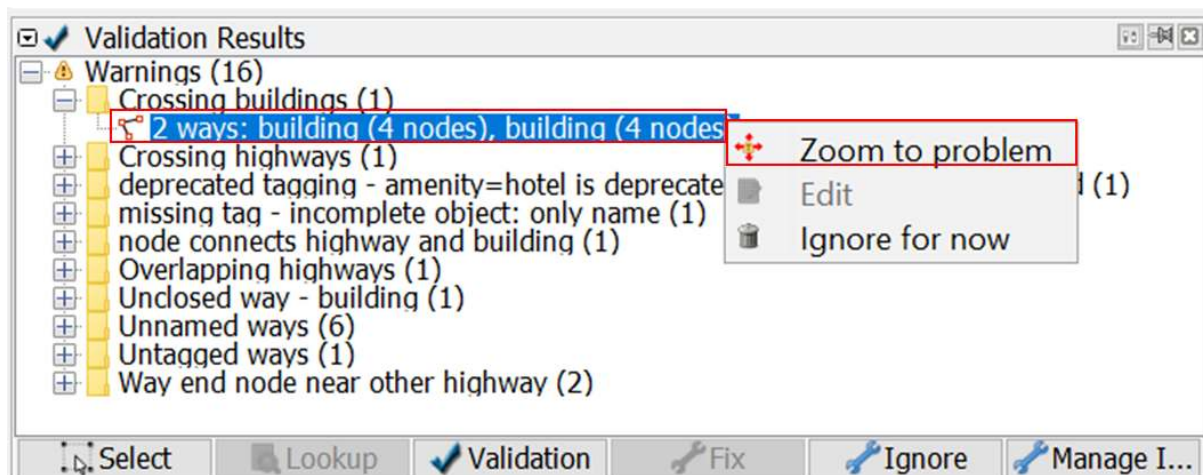 Validation Results
Warnings (16)
Crossing buildings (1)
2 ways: building (4 nodes), building (4 nodes
Zoom to problem
Crossing highways (1)
deprecated tagging - amenity=hotel is deprecate (1)
Edit
missing tag - incomplete object: only name (1)
node connects highway and building (1)
Ignore for now
Overlapping highways (1)
Unclosed way - building (1)
Unnamed ways (6)
Untagged ways (1)
Way end node near other highway (2)
Select Lookup Validation Fix Ignore Manage I...